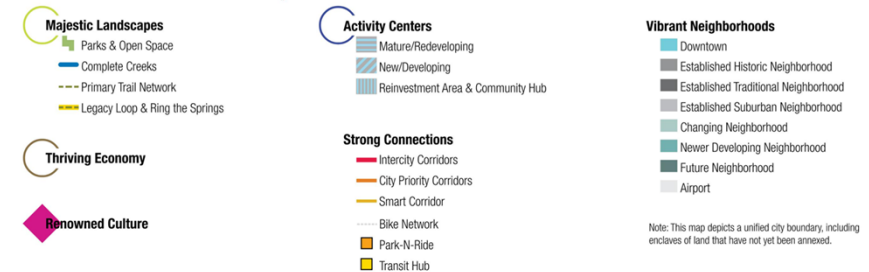 Majestic Landscapes
Parks & Open Space
Complete Creeks
Primary Trail Network
Legacy Loop & Ring the Springs
Thriving Economy
Renowned Culture
Activity Centers
Mature/Redeveloping
New/Developing
Reinvestment Area & Community Hub
Strong Connections
Intercity Corridors
City Priority Corridors
Smart Corridor
Bike Network
Park-N-Ride
Transit Hub
Vibrant Neighborhoods
Downtown
Established Historic Neighborhood
Established Traditional Neighborhood
Established Suburban Neighborhood
Changing Neighborhood
Newer Developing Neighborhood
Future Neighborhood
Airport
Note: This map depicts a unified city boundary, including
enclaves of land that have not yet been annexed.